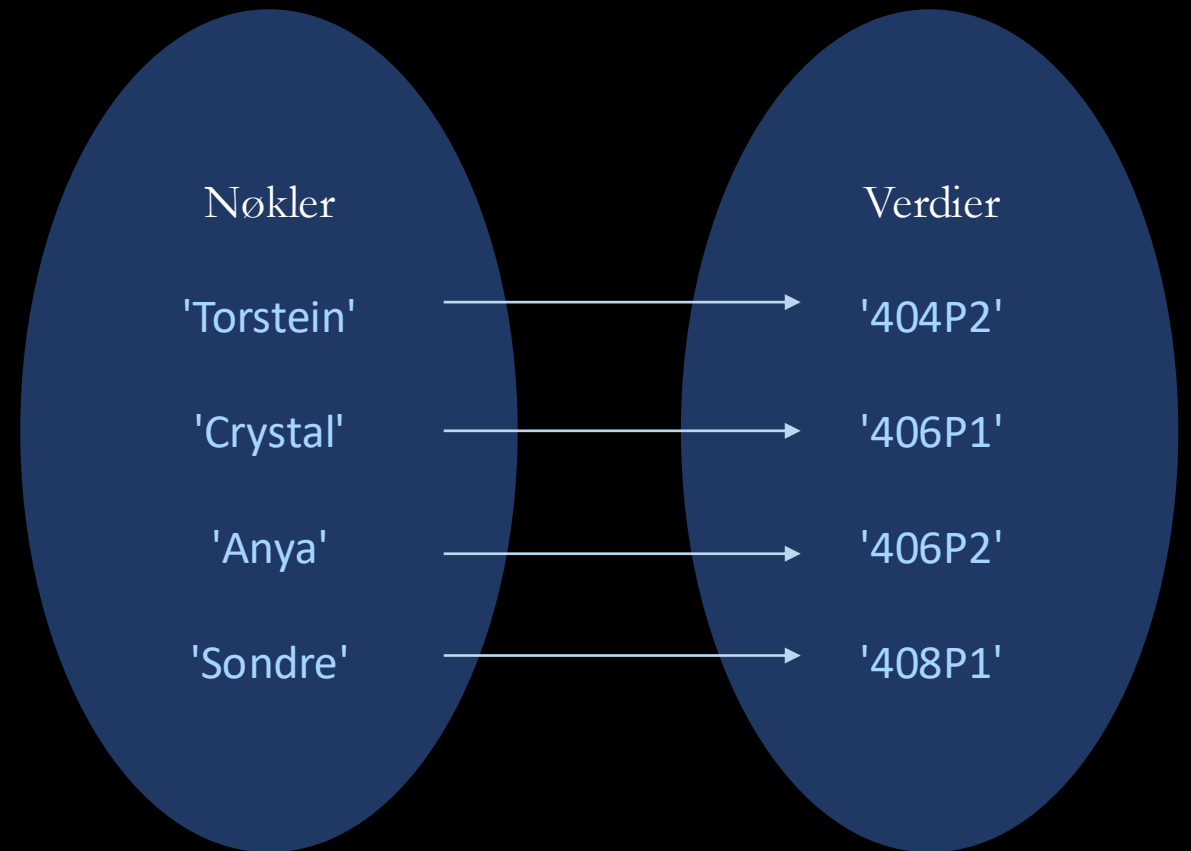 Nøkler
Verdier
'Torstein'
'404P2'
'Crystal'
'406P1'
'Anya'
'406P2'
'Sondre'
'408P1'